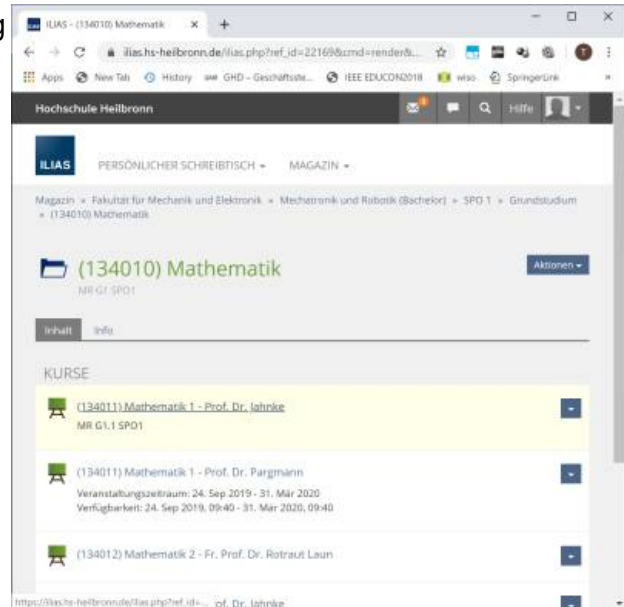 g
ILIAS - (134010) Mathematik
ilias.hs-heilbronn.de/ilias.php?ref_id=22169&cmd=render&...
Apps New Tab History GHD - Geschäftsste... IEEE EDUCON2018 wiso SpringerLink »
Hochschule Heilbronn Hilfe
ILIAS PERSÖNLICHER SCHREIBTISCH MAGAZIN
Magazin » Fakultät für Mechanik und Elektronik » Mechatronik und Robotik (Bachelor) » SPO 1 » Grundstudium
» (134010) Mathematik
(134010) Mathematik Aktionen
MR G1 SPO1
Inhalt Info
KURSE
(134011) Mathematik 1 - Prof. Dr. Jahnke
MR G1.1 SPO1
(134011) Mathematik 1 - Prof. Dr. Pargmann
Veranstaltungszeitraum: 24. Sep 2019 - 31. Mär 2020
Verfügbarkeit: 24. Sep 2019, 09:40 - 31. Mär 2020, 09:40
(134012) Mathematik 2 - Fr. Prof. Dr. Rotraut Laun
https://ilias.hs-heilbronn.de/ilias.php?ref_id=... of. Dr. Jahnke